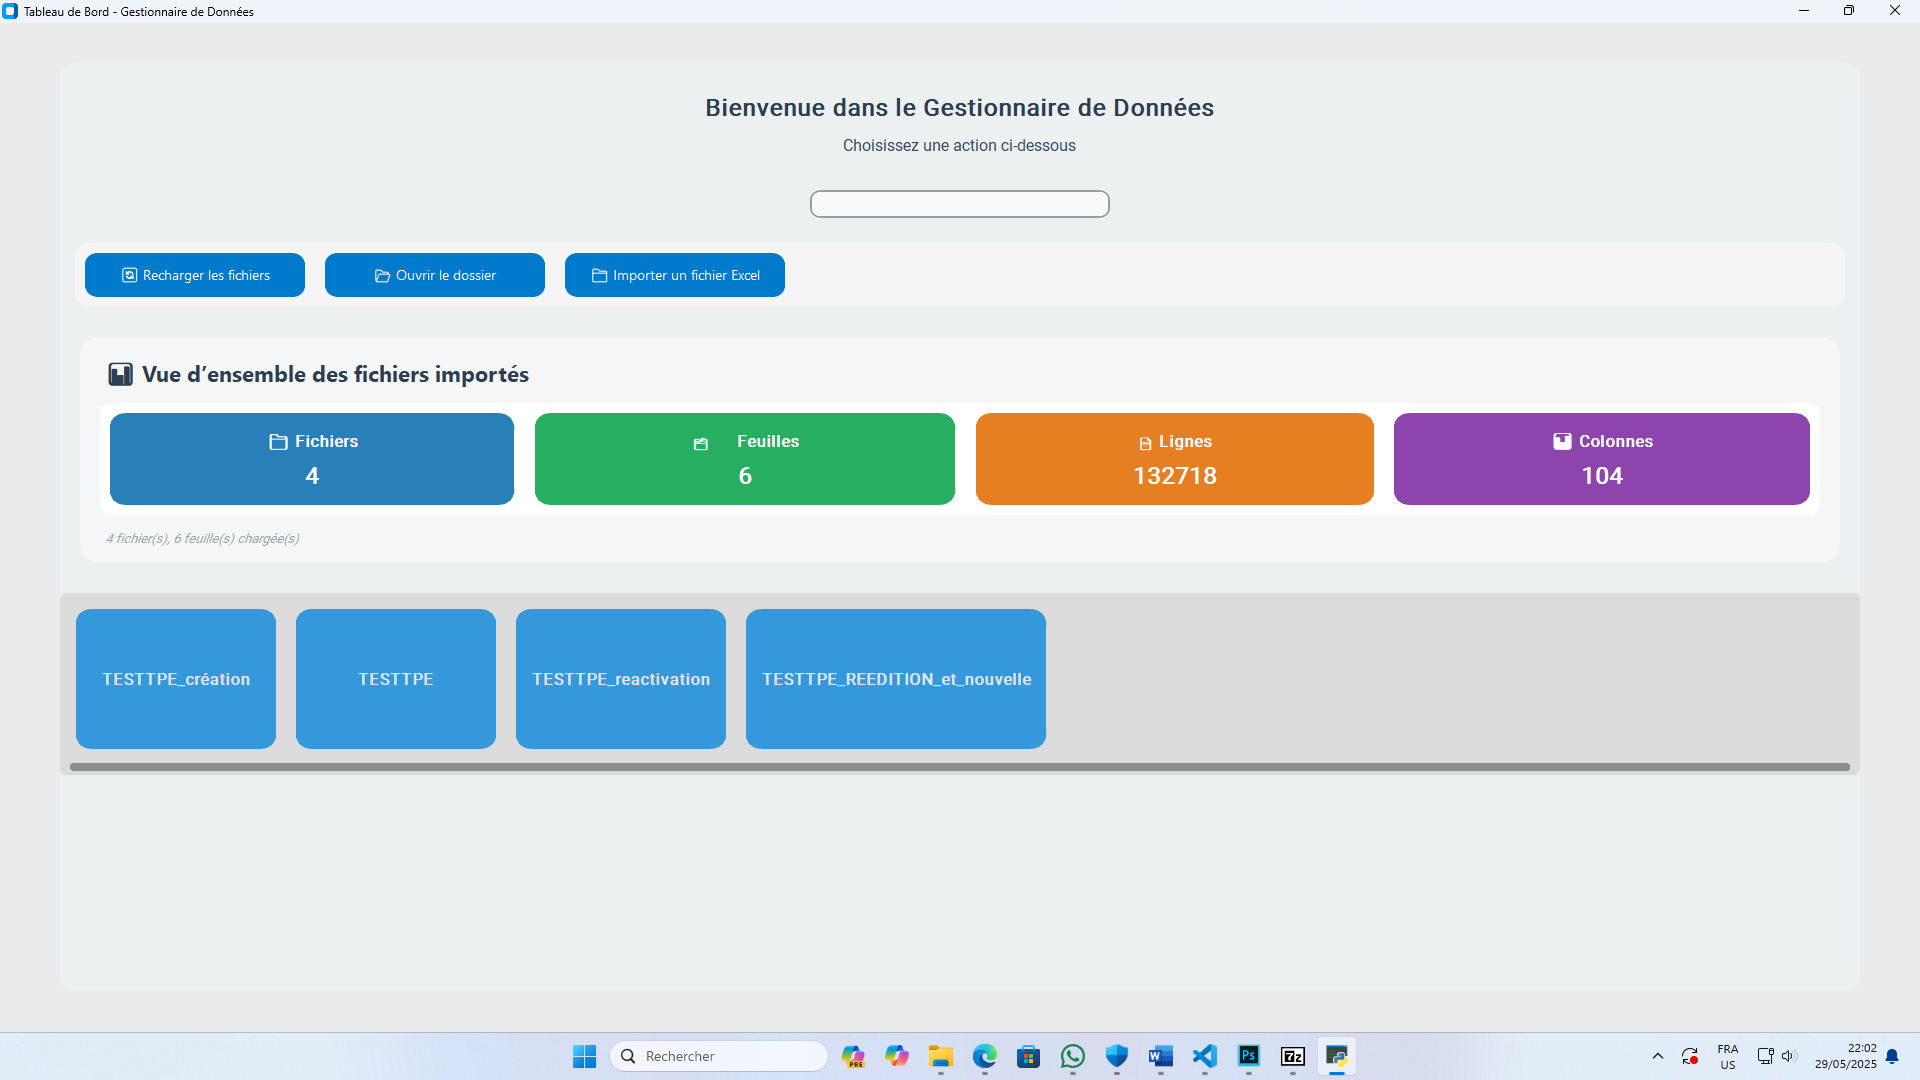 Tableau de Bord - Gestionnaire de Données
Bienvenue dans le Gestionnaire de Données
Choisissez une action ci-dessous
Recharger les fichiers
Ouvrir le dossier
Importer un fichier Excel
Vue d’ensemble des fichiers importés
Fichiers
4
Feuilles
6
Lignes
132718
Colonnes
104
4 fichier(s), 6 feuille(s) chargée(s)
TESTTPE_création
TESTTPE
TESTTPE_reactivation
TESTTPE_REEDITION_et_nouvelle
Rechercher
PRE
W
Ps
7z
FRA
US
22:02
29/05/2025